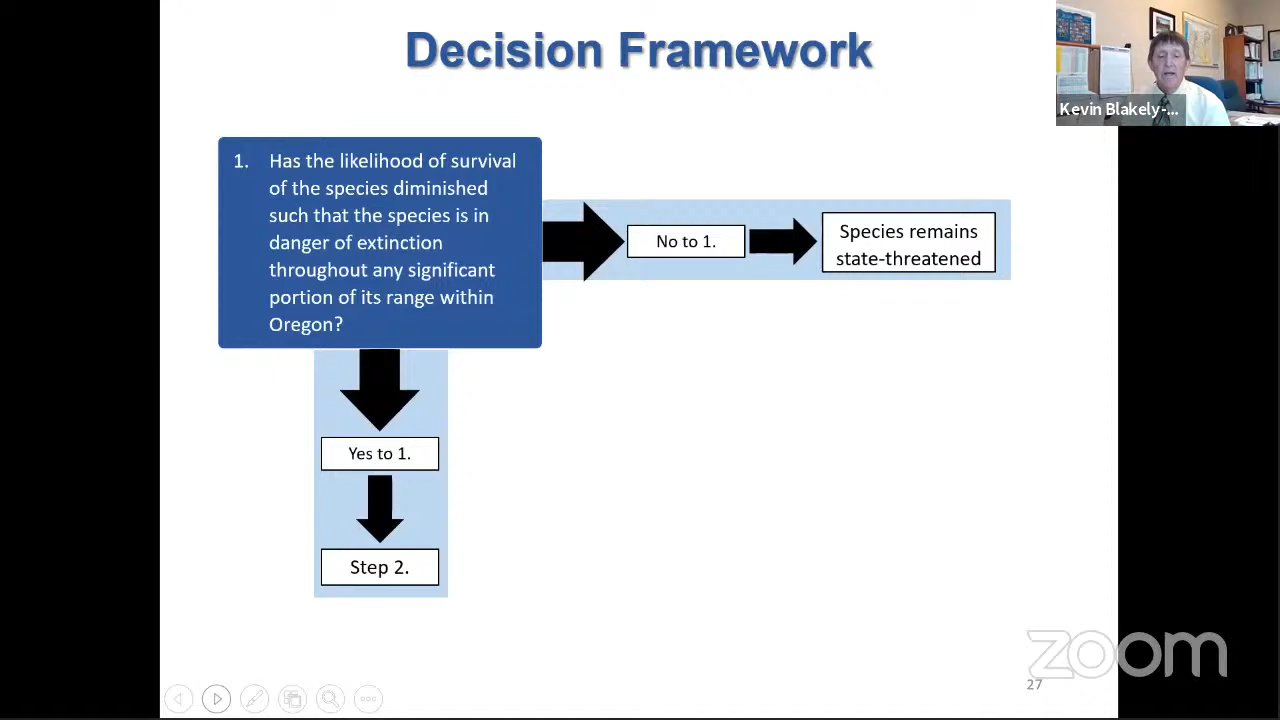 Decision Framework
Kevin Blakely-...
1. Has the likelihood of survival
of the species diminished
such that the species is in
danger of extinction
throughout any significant
portion of its range within
Oregon?
No to 1.
Species remains
state-threatened
Yes to 1.
Step 2.
zoom
27